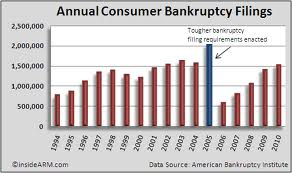 Annual Consumer Bankruptcy Filings
Tougher bankruptcy
filing requirements enacted
2,500,000
2,000,000
1,500,000
1,000,000
500,000
0
1994 1995 1996 1997 1998 1999 2000 2001 2002 2003 2004 2005 2006 2007 2008 2009 2010
©insideARM.com Data Source: American Bankruptcy Institute